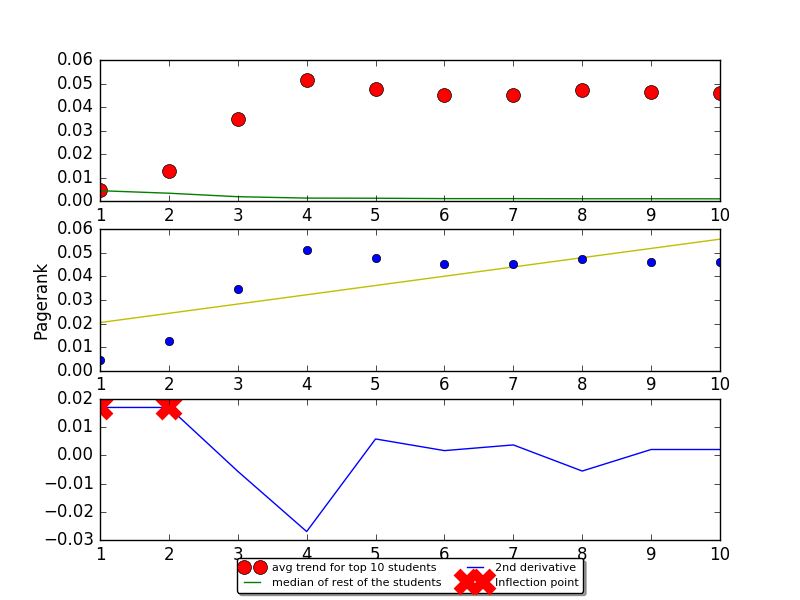 0.06
0.05
0.04
0.03
0.02
0.01
0.00
1 2 3 4 5 6 7 8 9 10
Pagerank
0.06
0.05
0.04
0.03
0.02
0.01
0.00
1 2 3 4 5 6 7 8 9 10
0.02
0.01
0.00
−0.01
−0.02
−0.03
1 2 3 4 5 6 7 8 9 10
avg trend for top 10 students
median of rest of the students
2nd derivative
Inflection point